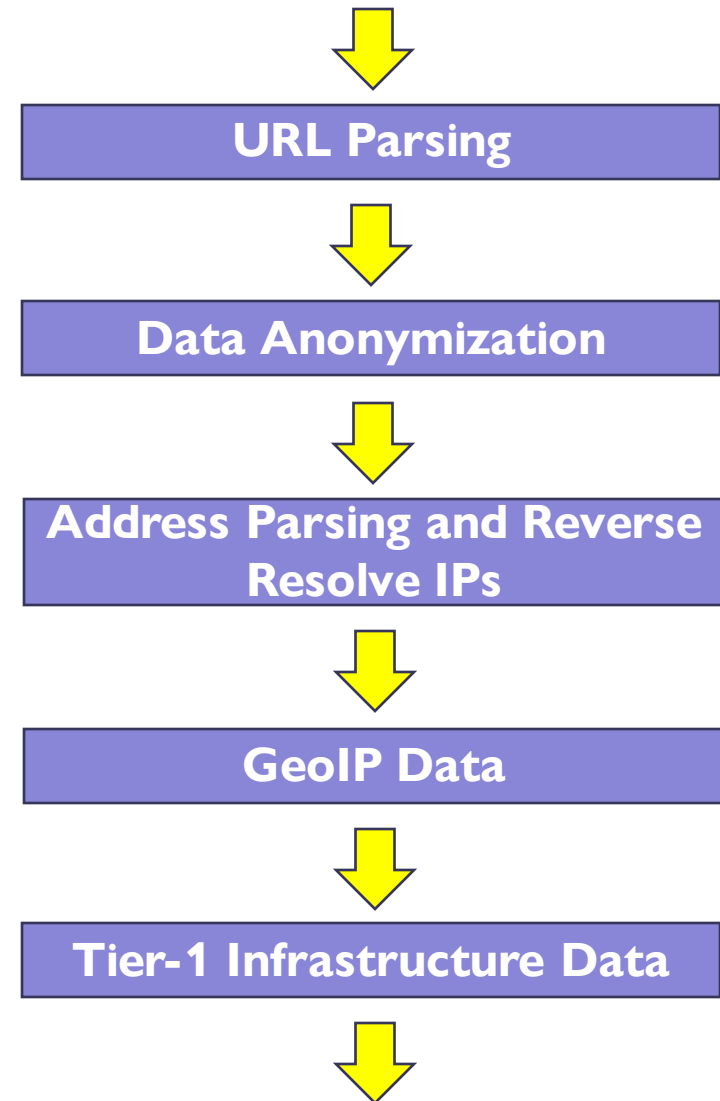 URL Parsing
Data Anonymization
Address Parsing and Reverse
Resolve IPs
GeoIP Data
Tier-1 Infrastructure Data